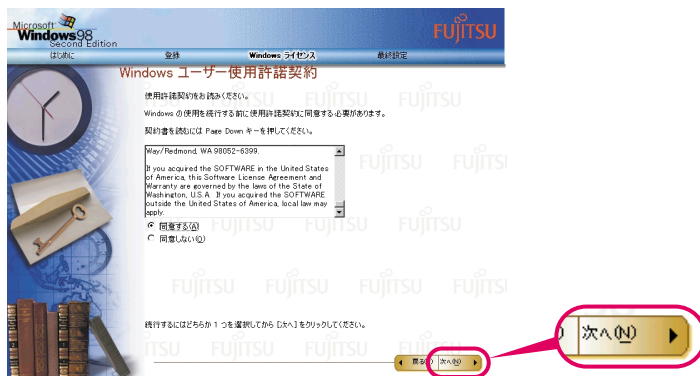 Microsoft
Windows98
Second Edition
FUJITSU
はじめに 登録 Windows ライセンス 最終設定
Windows ユーザー使用許諾契約
使用許諾契約をお読みください。
Windows の使用を続行する前に使用許諾契約に同意する必要があります。
契約書を読むには Page Down キーを押してください。
Way/Redmond, WA 98052-6399.
If you acquired the SOFTWARE in the United States
of America, this Software License Agreement and
Warranty are governed by the laws of the State of
Washington, U.S.A. If you acquired the SOFTWARE
outside the United States of America, local law may
apply.
同意する(A)
同意しない(D)
続行するにはどちらか 1 つを選択してから [次へ] をクリックしてください。
戻る 次へ(N)
次へ(N)